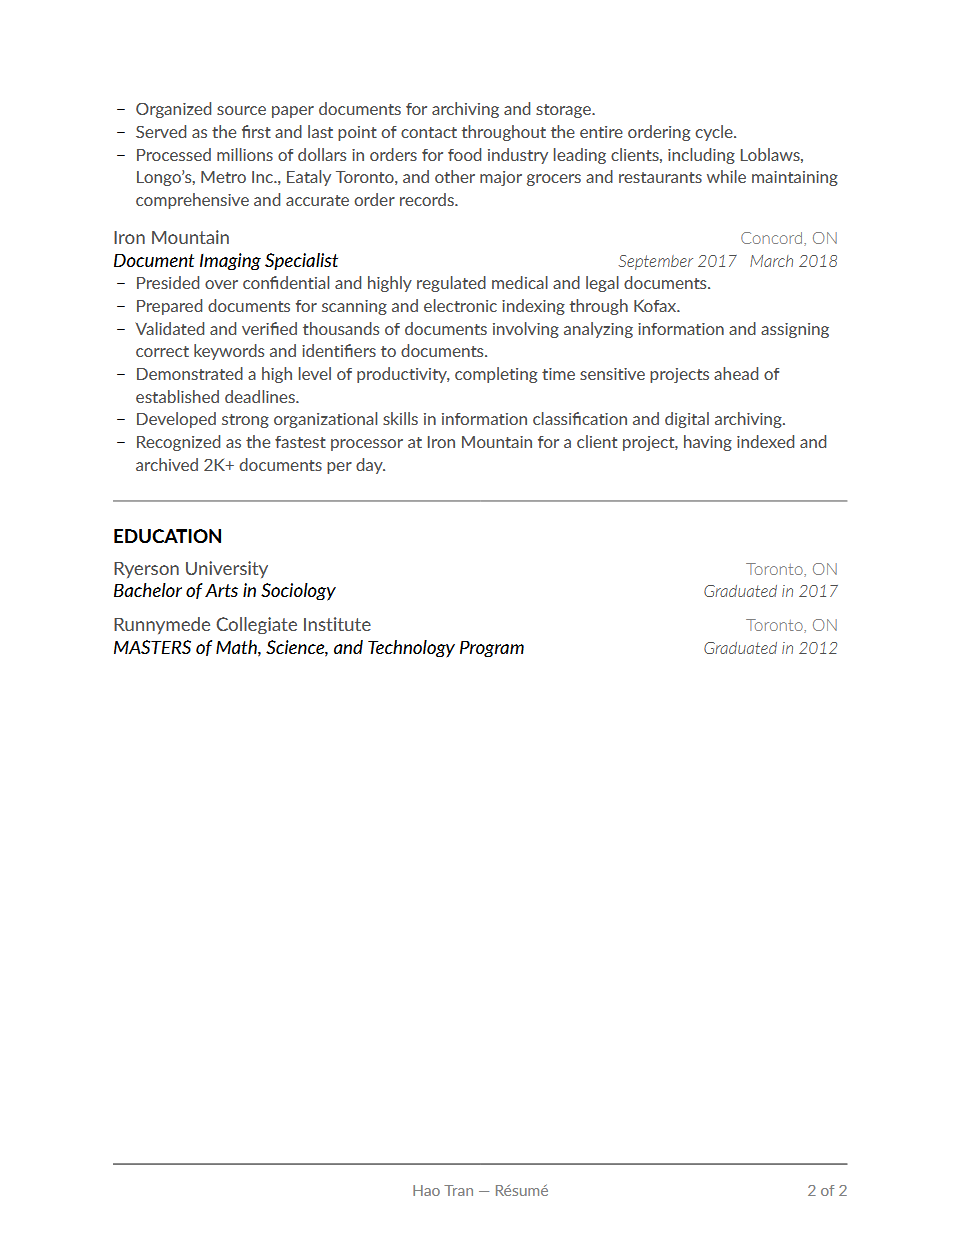 – Organized source paper documents for archiving and storage.
– Served as the first and last point of contact throughout the entire ordering cycle.
– Processed millions of dollars in orders for food industry leading clients, including Loblaws,
Longo’s, Metro Inc., Eataly Toronto, and other major grocers and restaurants while maintaining
comprehensive and accurate order records.
Iron Mountain Concord, ON
Document Imaging Specialist September 2017 March 2018
– Presided over confidential and highly regulated medical and legal documents.
– Prepared documents for scanning and electronic indexing through Kofax.
– Validated and verified thousands of documents involving analyzing information and assigning
correct keywords and identifiers to documents.
– Demonstrated a high level of productivity, completing time sensitive projects ahead of
established deadlines.
– Developed strong organizational skills in information classification and digital archiving.
– Recognized as the fastest processor at Iron Mountain for a client project, having indexed and
archived 2K+ documents per day.
EDUCATION
Ryerson University Toronto, ON
Bachelor of Arts in Sociology Graduated in 2017
Runnymede Collegiate Institute Toronto, ON
MASTERS of Math, Science, and Technology Program Graduated in 2012
Hao Tran — Résumé 2 of 2